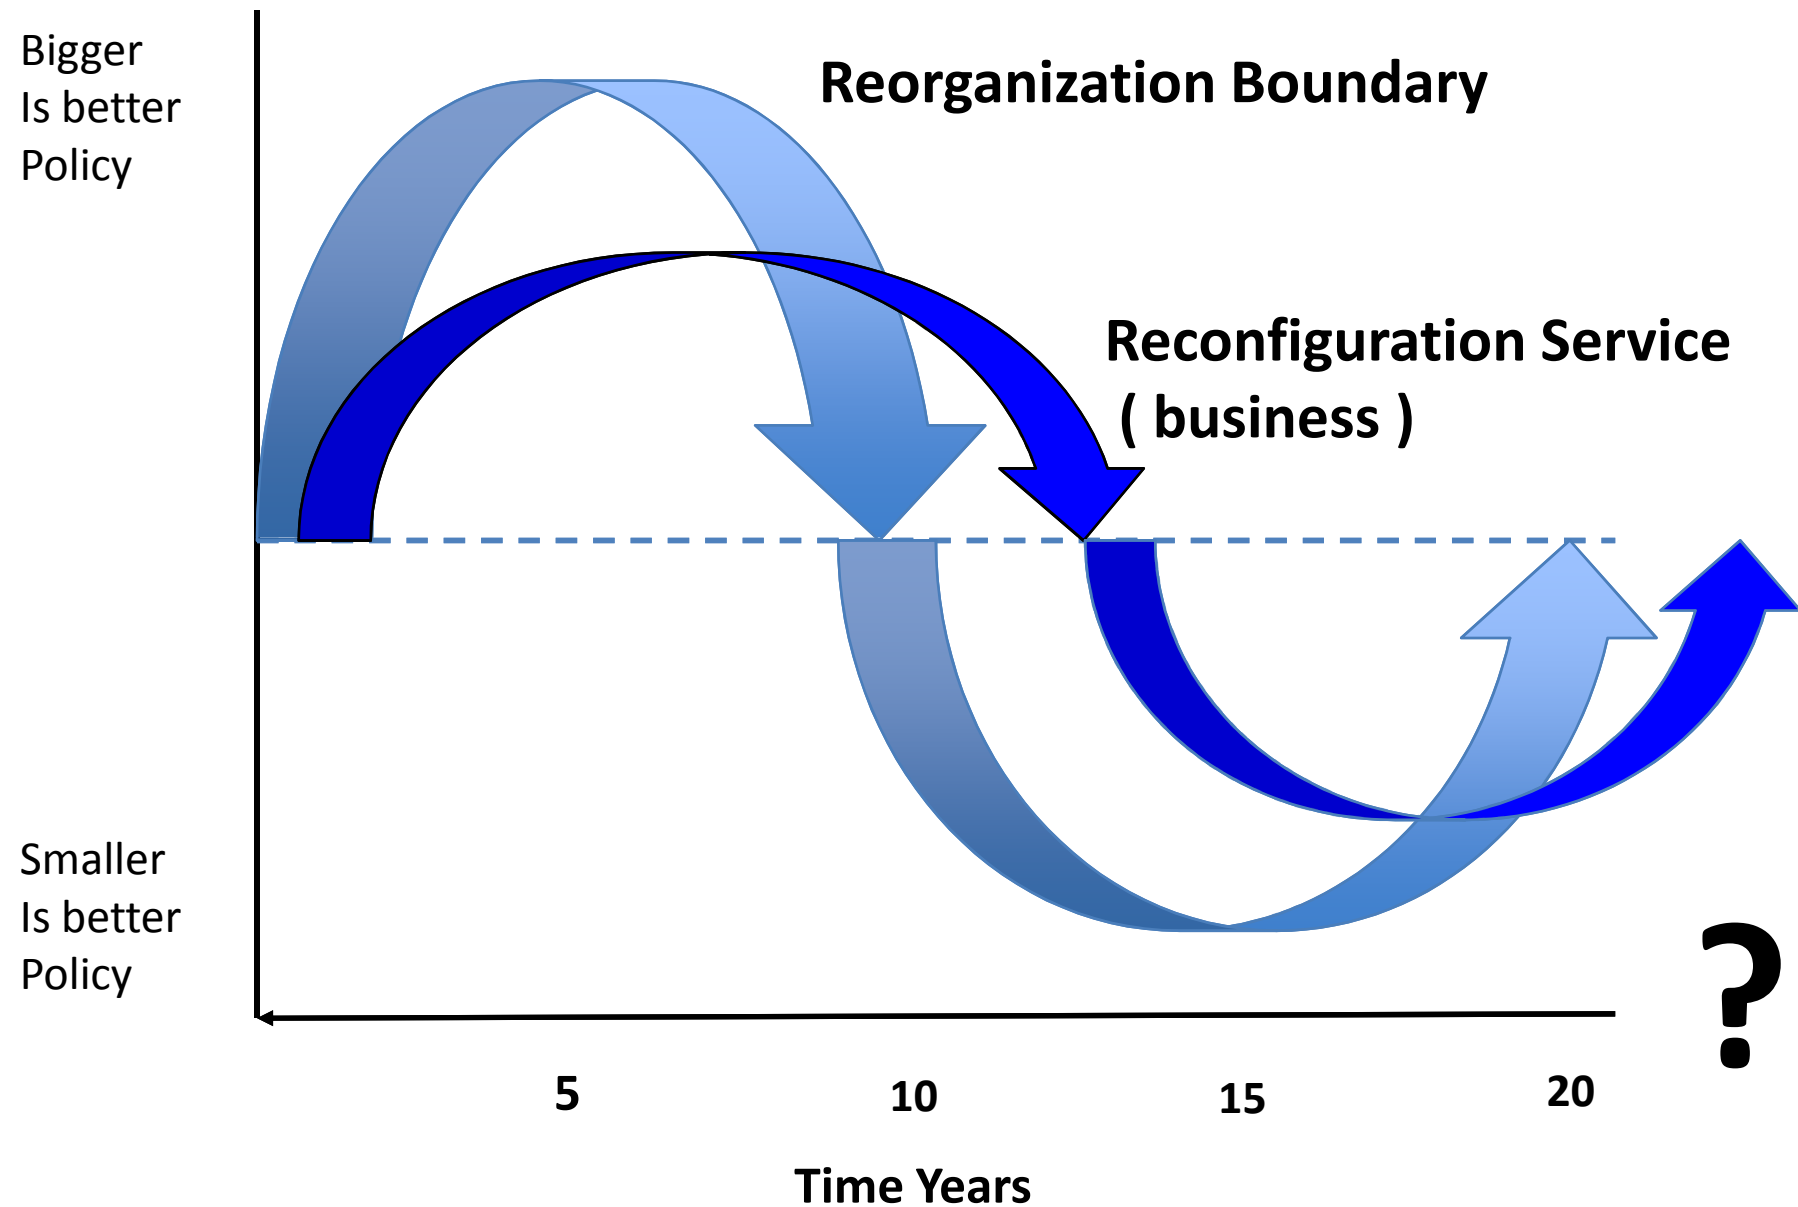 Bigger
Is better
Policy
Reorganization Boundary
Reconfiguration Service
( business )
Smaller
Is better
Policy
?
5
10
15
20
Time Years